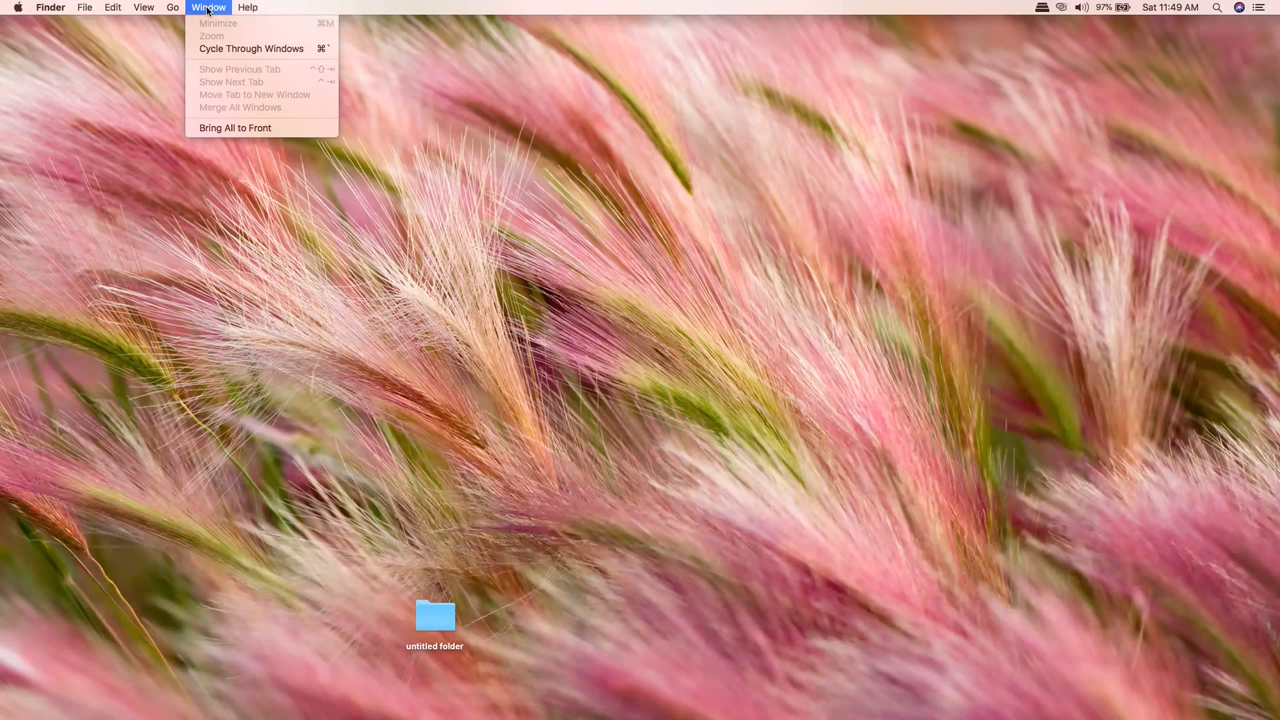 Finder File Edit View Go Window Help 97% Sat 11:49 AM
Minimize ⌘M
Zoom
Cycle Through Windows ⌘`
Show Previous Tab ⌃⇧⇥
Show Next Tab ⌃⇥
Move Tab to New Window
Merge All Windows
Bring All to Front
untitled folder